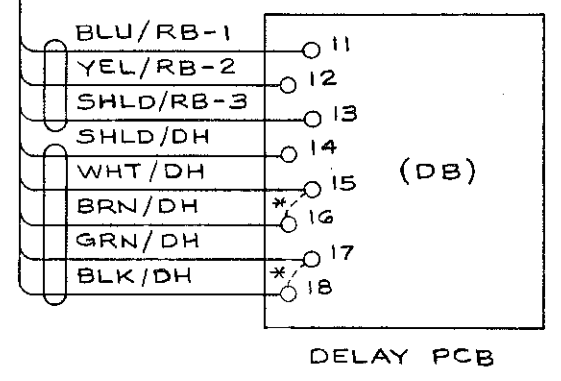 BLU/RB-1
11
YEL/RB-2
12
SHLD/RB-3
13
SHLD/DH
14
WHT/DH
15
(DB)
*
BRN/DH
16
GRN/DH
17
*
BLK/DH
18
DELAY PCB